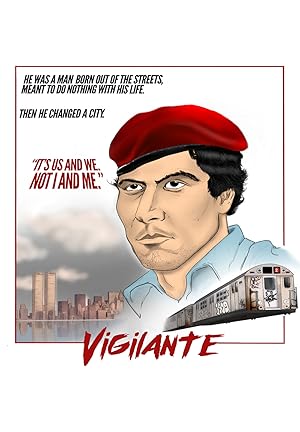 HE WAS A MAN BORN OUT OF THE STREETS,
MEANT TO DO NOTHING WITH HIS LIFE.
THEN HE CHANGED A CITY.
"IT'S US AND WE,
NOT I AND ME."
VIGILANTE